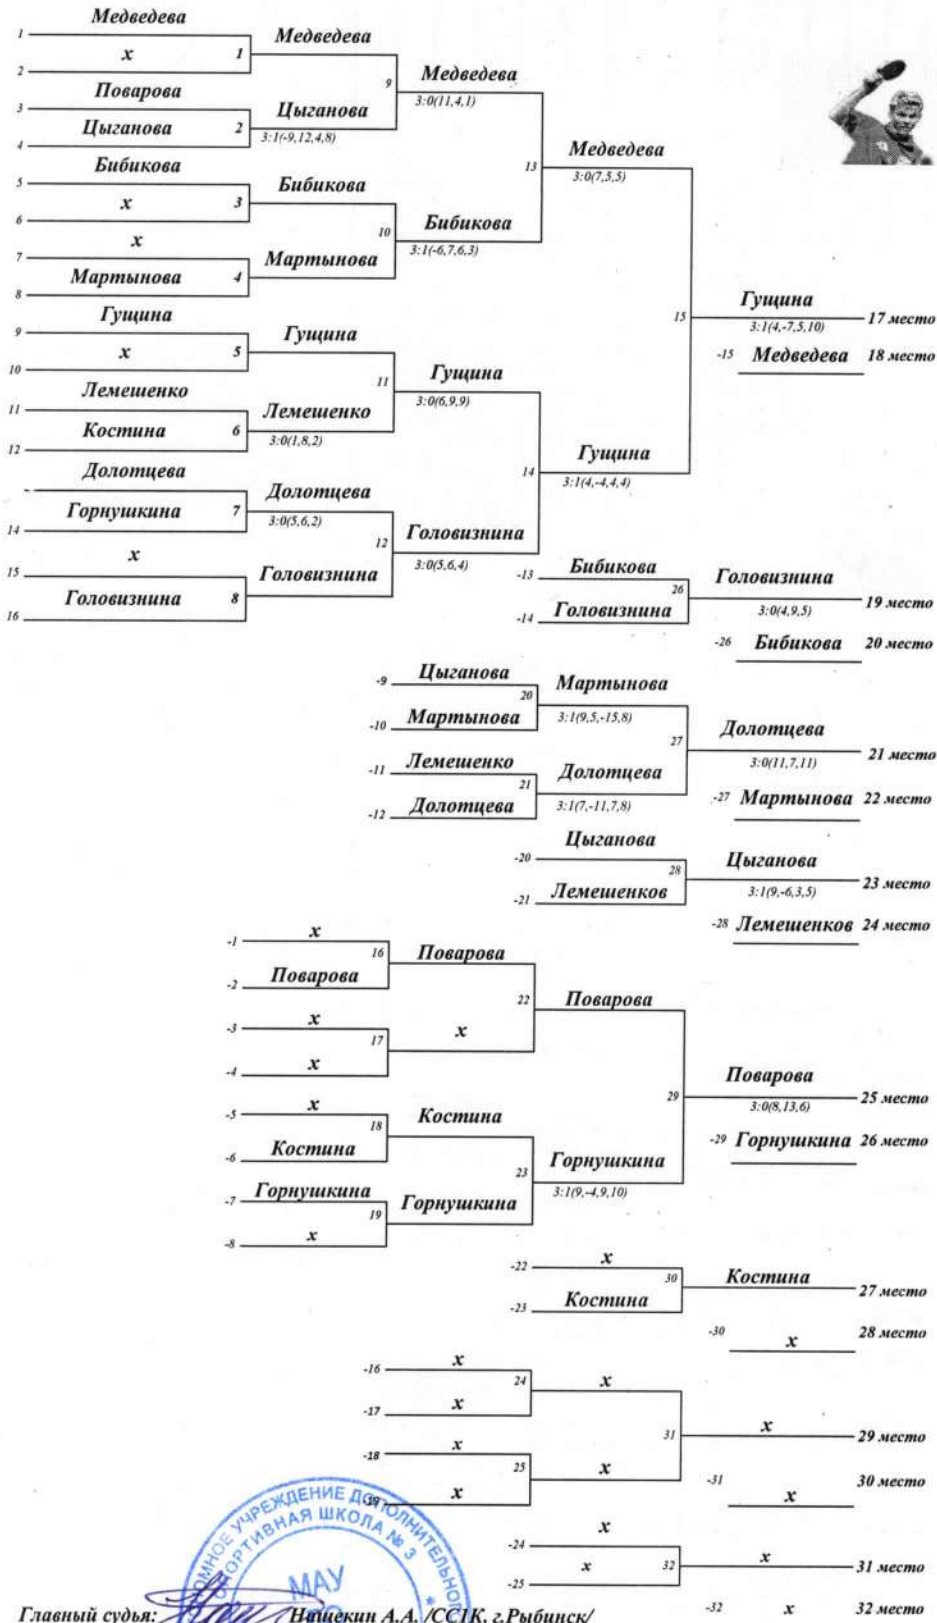 Медведева
1
x 1 Медведева
2
9 Медведева
3:0(11,4,1)
Поварова
3
Цыганова 2 Цыганова
4
3:1(-9,12,4,8)
13 Медведева
3:0(7,5,5)
Бибикова
5
x 3 Бибикова
6
10 Бибикова
3:1(-6,7,6,3)
x
7
Мартынова 4 Мартынова
8
15 Гущина 17 место
3:1(4,-7,5,10)
-15 Медведева 18 место
Гущина
9
x 5 Гущина
10
11 Гущина
3:0(6,9,9)
Лемешенко
11
Костина 6 Лемешенко
12
3:0(1,8,2)
14 Гущина
3:1(4,-4,4,4)
Долотцева
Горнушкина 7 Долотцева
14
3:0(5,6,2)
12 Головизнина
3:0(5,6,4)
x
15
Головизнина 8 Головизнина
16
-13 Бибикова
26 Головизнина 19 место
-14 Головизнина
3:0(4,9,5)
-26 Бибикова 20 место
-9 Цыганова
20 Мартынова
-10 Мартынова
3:1(9,5,-15,8)
27 Долотцева 21 место
3:0(11,7,11)
-11 Лемешенко
21 Долотцева
-12 Долотцева
3:1(7,-11,7,8)
-27 Мартынова 22 место
-20 Цыганова
28 Цыганова 23 место
-21 Лемешенков
3:1(9,-6,3,5)
-28 Лемешенков 24 место
-1 x
16 Поварова
-2 Поварова
22 Поварова
-3 x
17 x
-4 x
29 Поварова 25 место
3:0(8,13,6)
-5 x
18 Костина
-6 Костина
23 Горнушкина
3:1(9,-4,9,10)
-29 Горнушкина 26 место
-7 Горнушкина
19 Горнушкина
-8 x
-22 x
30 Костина 27 место
-23 Костина
-30 x 28 место
-16 x
24 x
-17 x
31 x 29 место
-18 x
25 x
-19 x
-31 x 30 место
-24 x
32 x 31 место
-25 x
-32 x 32 место
УЧРЕЖДЕНИЕ ДОПОЛНИТЕЛЬНОГО
СПОРТИВНАЯ ШКОЛА № 3
МАУ
Главный судья: Нащекин А.А. /СС1К, г.Рыбинск/